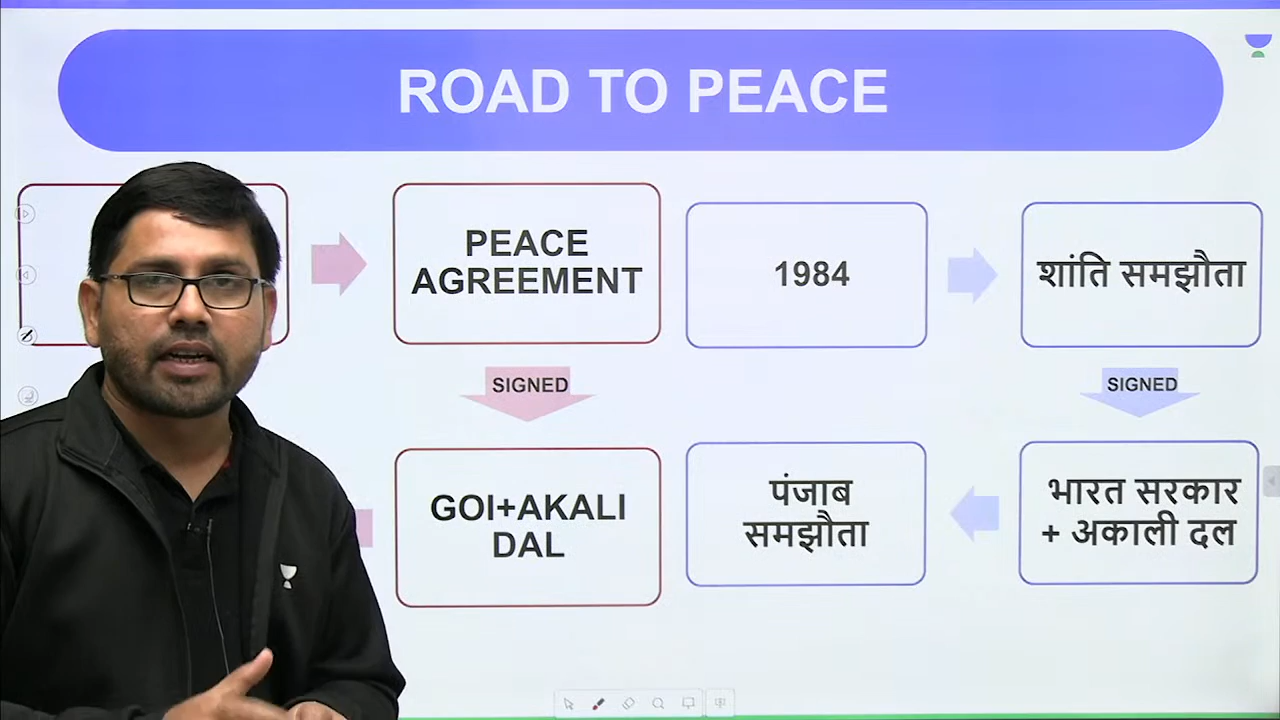 ROAD TO PEACE
PEACE
AGREEMENT
1984
शांति समझौता
SIGNED
SIGNED
GOI+AKALI
DAL
पंजाब
समझौता
भारत सरकार
+ अकाली दल